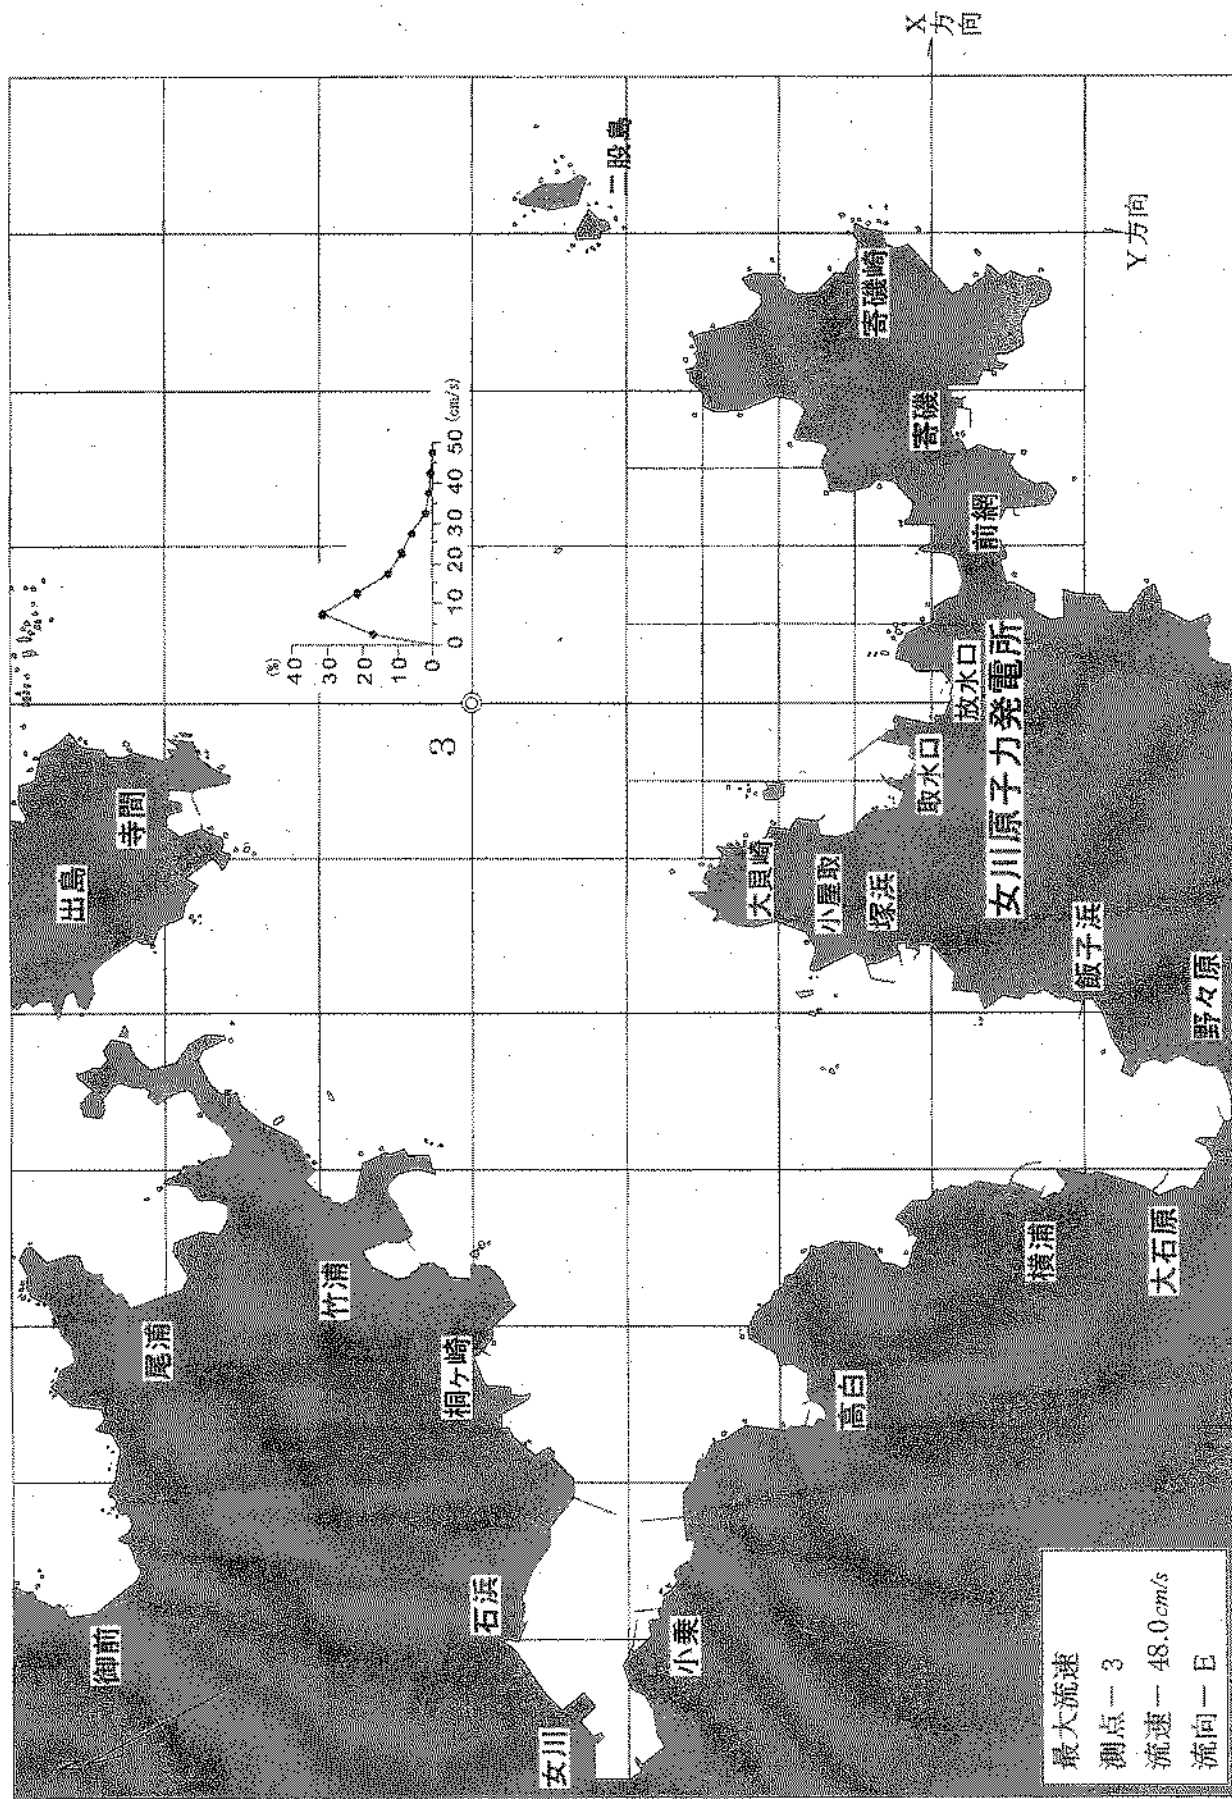 出島
寺間
御前
尾浦
竹浦
桐ヶ崎
石浜
女川
小乗
高白
横浦
大石原
野々原
飯子浜
塚浜
小屋取
大貝崎
取水口
放水口
女川原子力発電所
前網
寄磯
寄磯崎
二股島
3
(%)
40
30
20
10
0
0 10 20 30 40 50 (cm/s)
X方向
Y方向
最大流速
測点－3
流速－48.0cm/s
流向－E